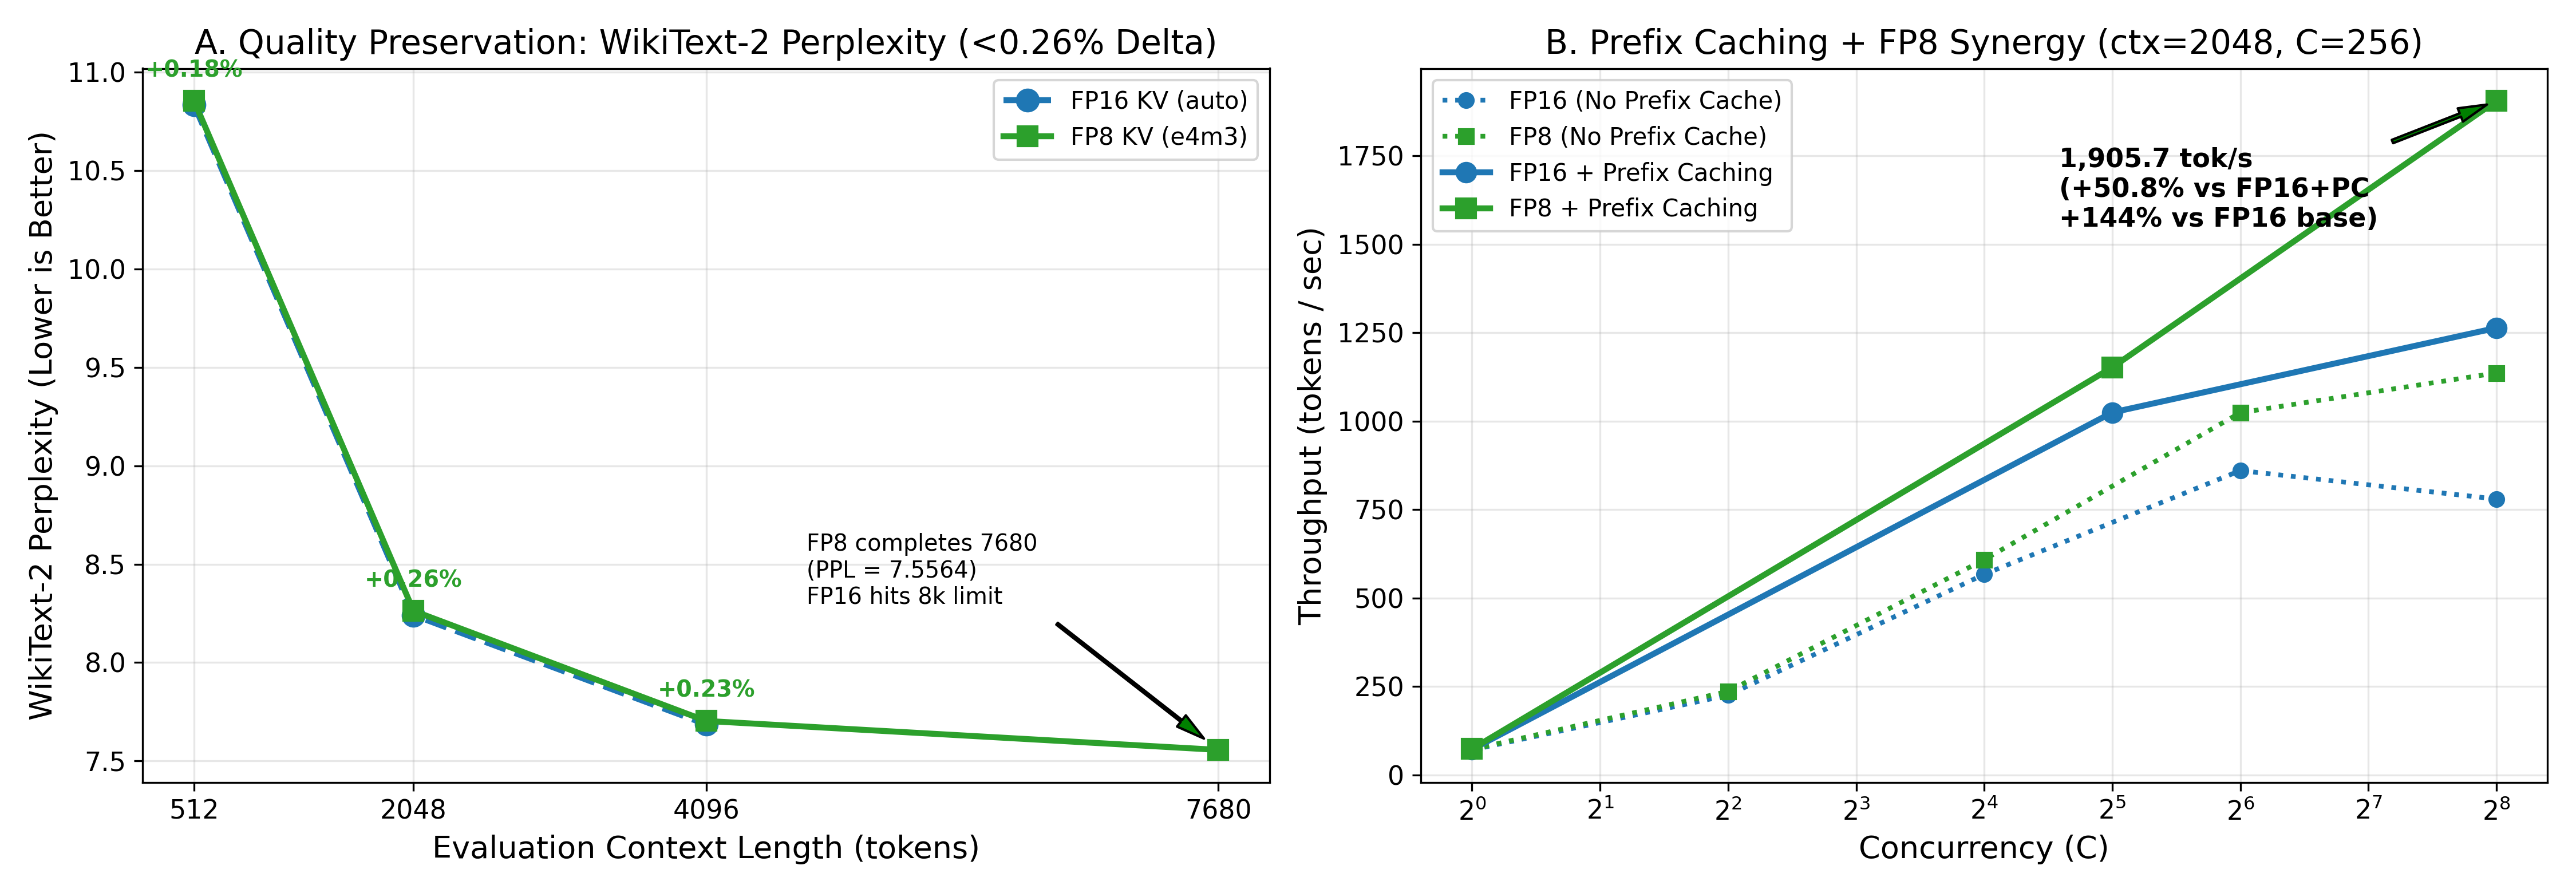 A. Quality Preservation: WikiText-2 Perplexity (<0.26% Delta)
WikiText-2 Perplexity (Lower is Better)
11.0
10.5
10.0
9.5
9.0
8.5
8.0
7.5
+0.18%
+0.26%
+0.23%
FP16 KV (auto)
FP8 KV (e4m3)
FP8 completes 7680
(PPL = 7.5564)
FP16 hits 8k limit
512
2048
4096
7680
Evaluation Context Length (tokens)
B. Prefix Caching + FP8 Synergy (ctx=2048, C=256)
Throughput (tokens / sec)
1750
1500
1250
1000
750
500
250
0
FP16 (No Prefix Cache)
FP8 (No Prefix Cache)
FP16 + Prefix Caching
FP8 + Prefix Caching
1,905.7 tok/s
(+50.8% vs FP16+PC
+144% vs FP16 base)
2⁰
2¹
2²
2³
2⁴
2⁵
2⁶
2⁷
2⁸
Concurrency (C)